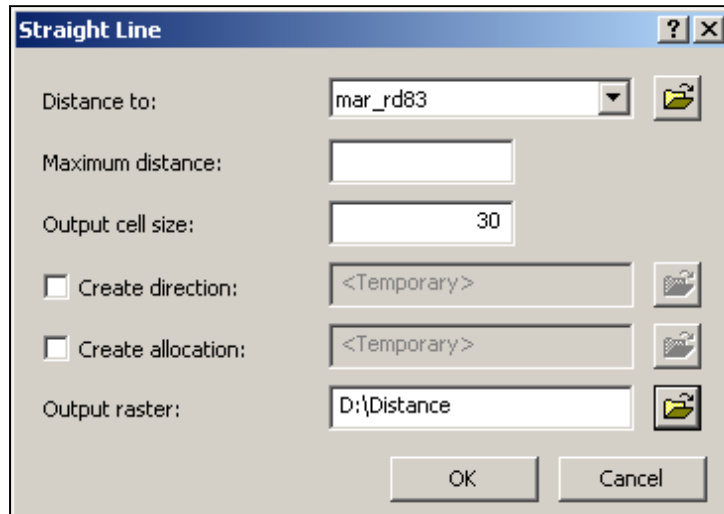 Straight Line
Distance to: mar_rd83
Maximum distance:
Output cell size: 30
Create direction: <Temporary>
Create allocation: <Temporary>
Output raster: D:\Distance
OK Cancel